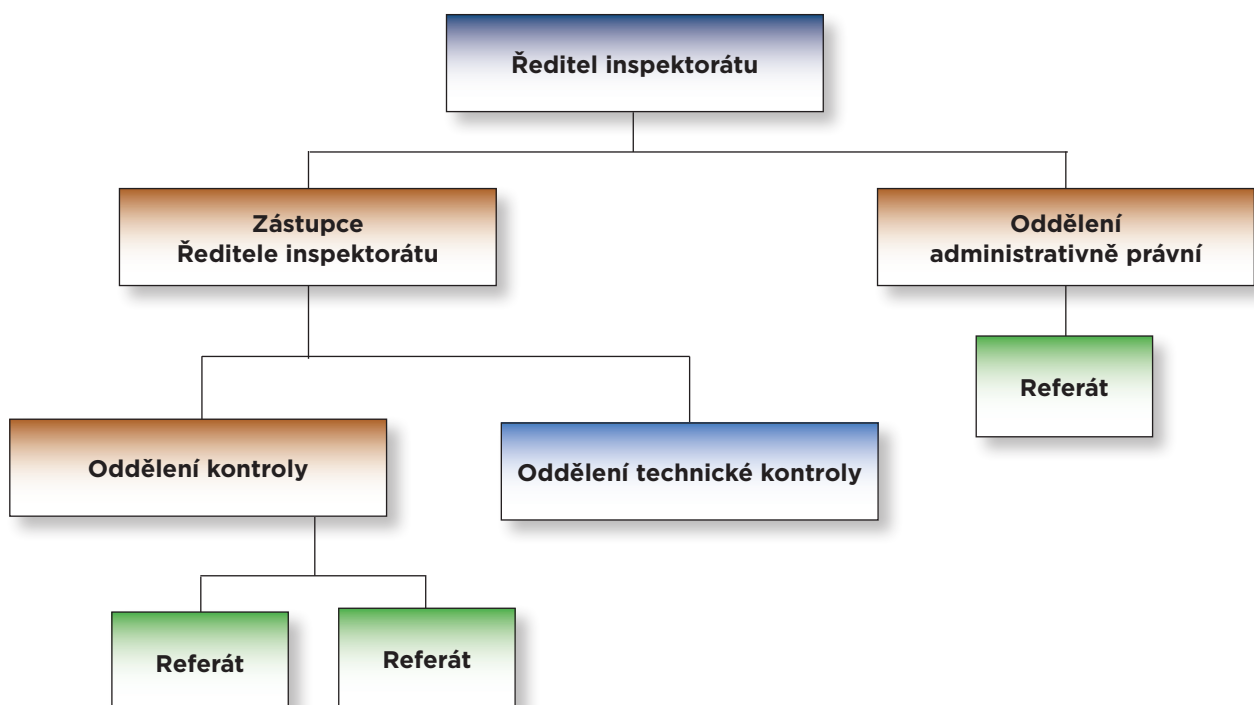 Ředitel inspektorátu
Zástupce
Ředitele inspektorátu
Oddělení
administrativně právní
Referát
Oddělení kontroly
Oddělení technické kontroly
Referát
Referát